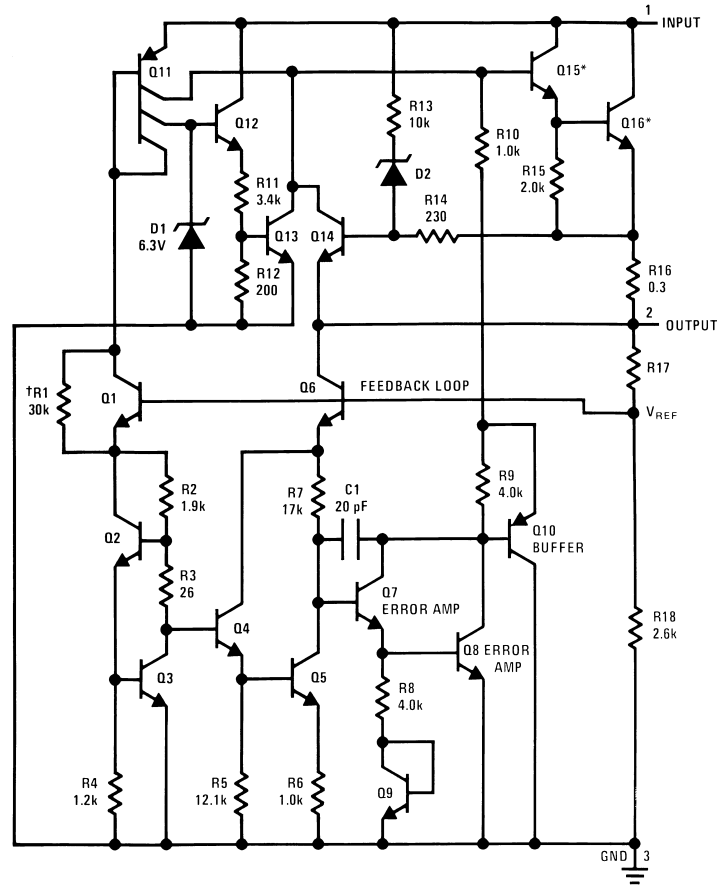 1
INPUT
Q11
Q12
Q15*
Q16*
R13
10k
R10
1.0k
D2
R15
2.0k
R11
3.4k
R14
230
D1
6.3V
Q13
Q14
R12
200
R16
0.3
2
OUTPUT
†R1
30k
Q1
Q6
FEEDBACK LOOP
R17
VREF
R2
1.9k
R7
17k
C1
20 pF
R9
4.0k
Q2
Q10
BUFFER
R3
26
Q7
ERROR AMP
Q4
Q8 ERROR
AMP
R18
2.6k
Q3
Q5
R8
4.0k
R4
1.2k
R5
12.1k
R6
1.0k
Q9
GND
3